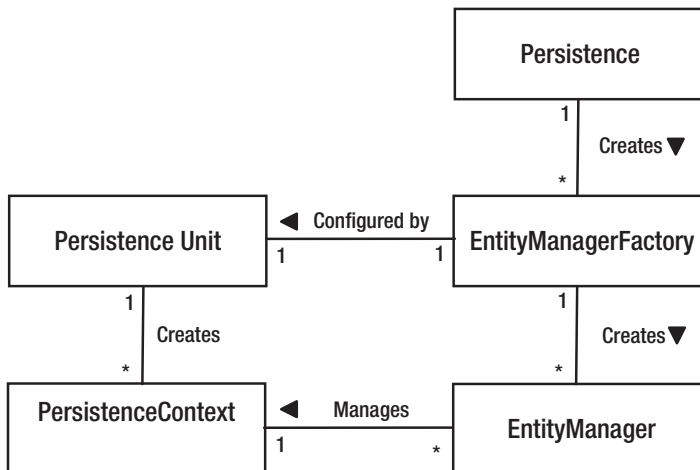 Persistence
1
Creates ▼
*
Persistence Unit
◀ Configured by
EntityManagerFactory
1
1
1
1
Creates
Creates ▼
*
*
PersistenceContext
◀ Manages
EntityManager
1
*